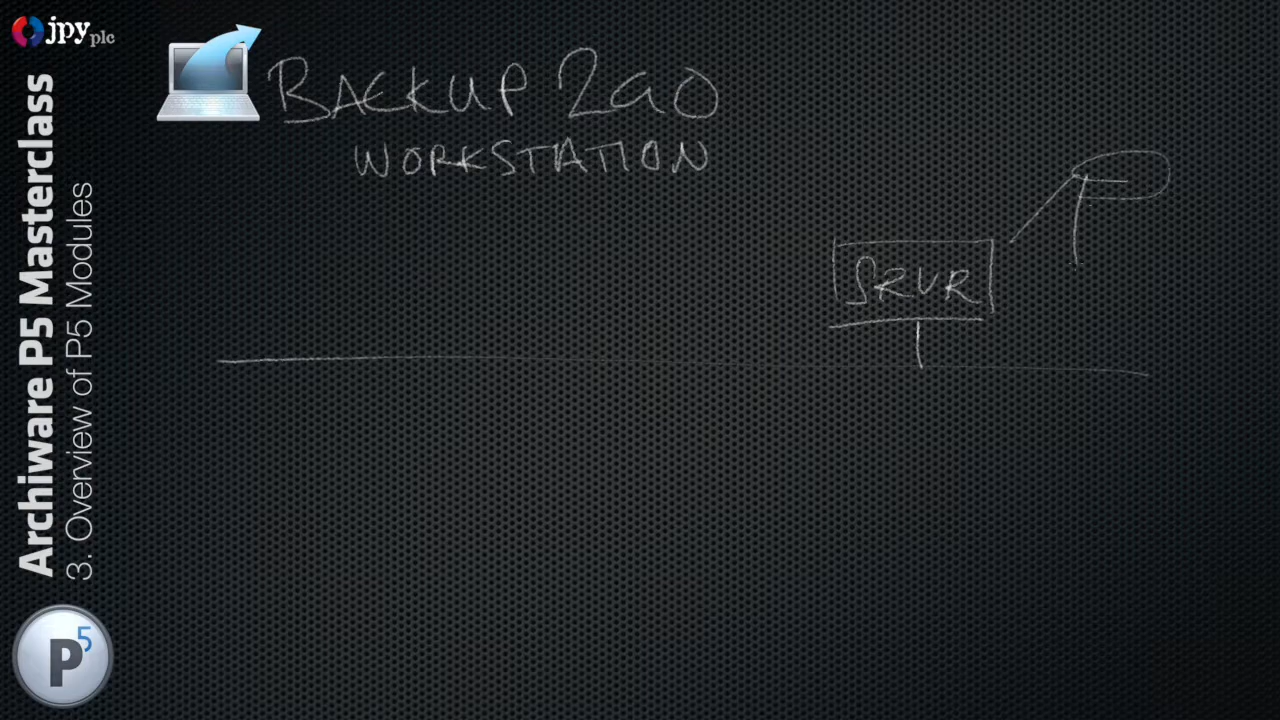 jpy plc
Archiware P5 Masterclass
3. Overview of P5 Modules
P5
BACKUP 2GO
WORKSTATION
SRVR